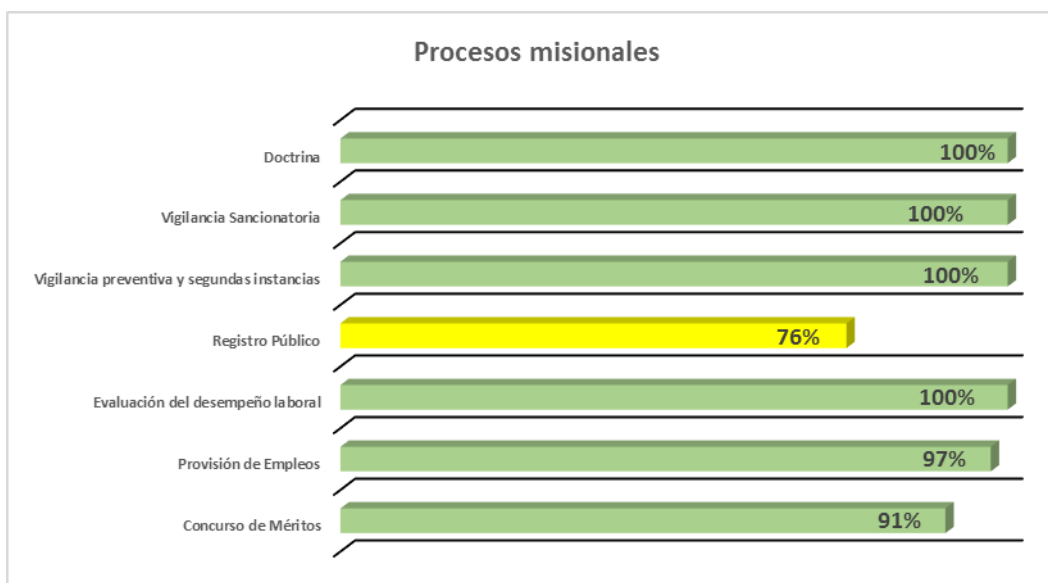 Procesos misionales
Doctrina
100%
Vigilancia Sancionatoria
100%
Vigilancia preventiva y segundas instancias
100%
Registro Público
76%
Evaluación del desempeño laboral
100%
Provisión de Empleos
97%
Concurso de Méritos
91%